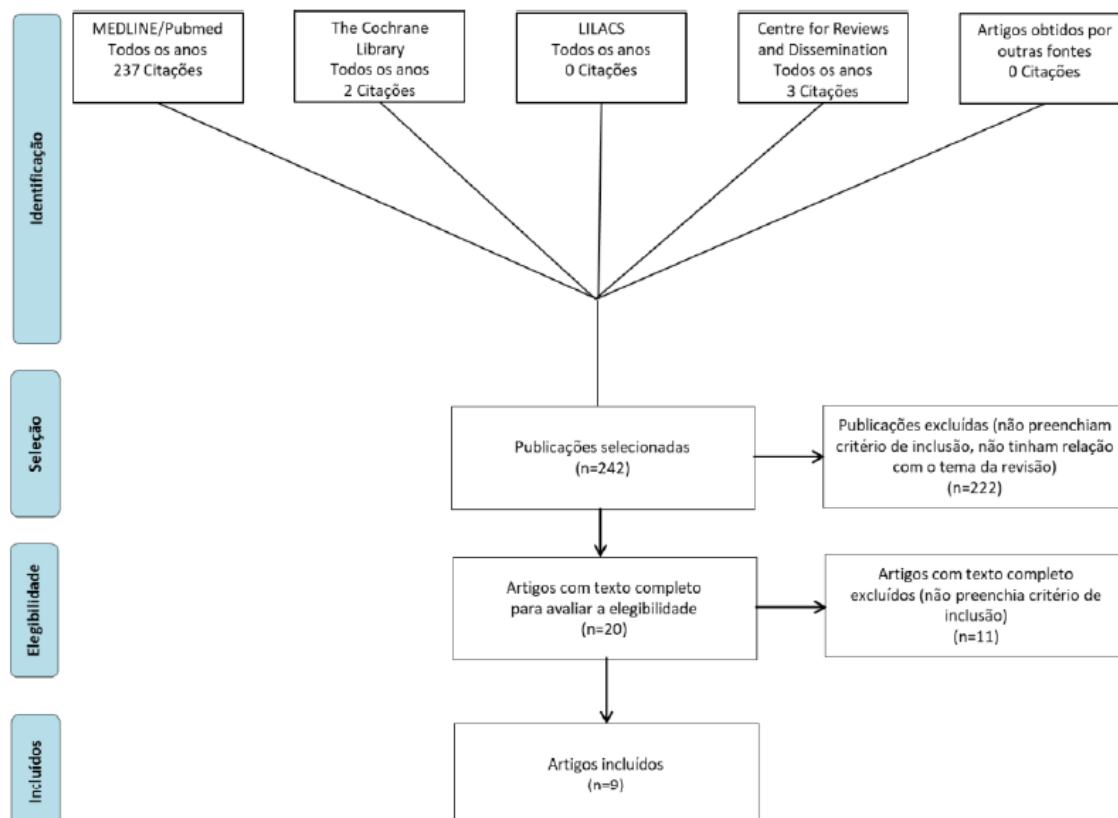 MEDLINE/Pubmed
Todos os anos
237 Citações
The Cochrane
Library
Todos os anos
2 Citações
LILACS
Todos os anos
0 Citações
Centre for Reviews
and Dissemination
Todos os anos
3 Citações
Artigos obtidos por
outras fontes
0 Citações
Identificação
Seleção
Publicações selecionadas
(n=242)
Publicações excluídas (não preenchiam
critério de inclusão, não tinham relação
com o tema da revisão)
(n=222)
Elegibilidade
Artigos com texto completo
para avaliar a elegibilidade
(n=20)
Artigos com texto completo
excluídos (não preenchia critério de
inclusão)
(n=11)
Incluídos
Artigos incluídos
(n=9)